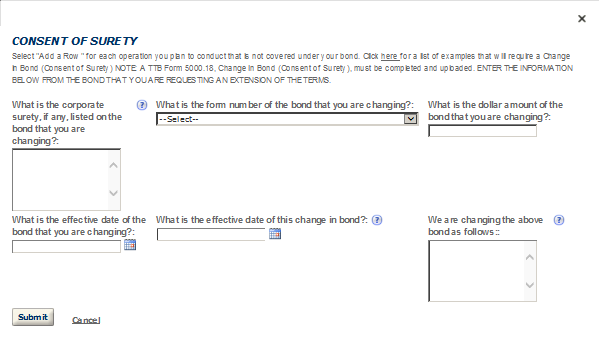 CONSENT OF SURETY
Select "Add a Row " for each operation you plan to conduct that is not covered under your bond. Click here for a list of examples that will require a Change
in Bond (Consent of Surety) NOTE: A TTB Form 5000.18, Change in Bond (Consent of Surety), must be completed and uploaded. ENTER THE INFORMATION
BELOW FROM THE BOND THAT YOU ARE REQUESTING AN EXTENSION OF THE TERMS.
What is the corporate
surety, if any, listed on the
bond that you are
changing?:
What is the form number of the bond that you are changing?:
--Select--
What is the dollar amount of the
bond that you are changing?:
What is the effective date of the
bond that you are changing?:
What is the effective date of this change in bond?:
We are changing the above
bond as follows::
Submit
Cancel